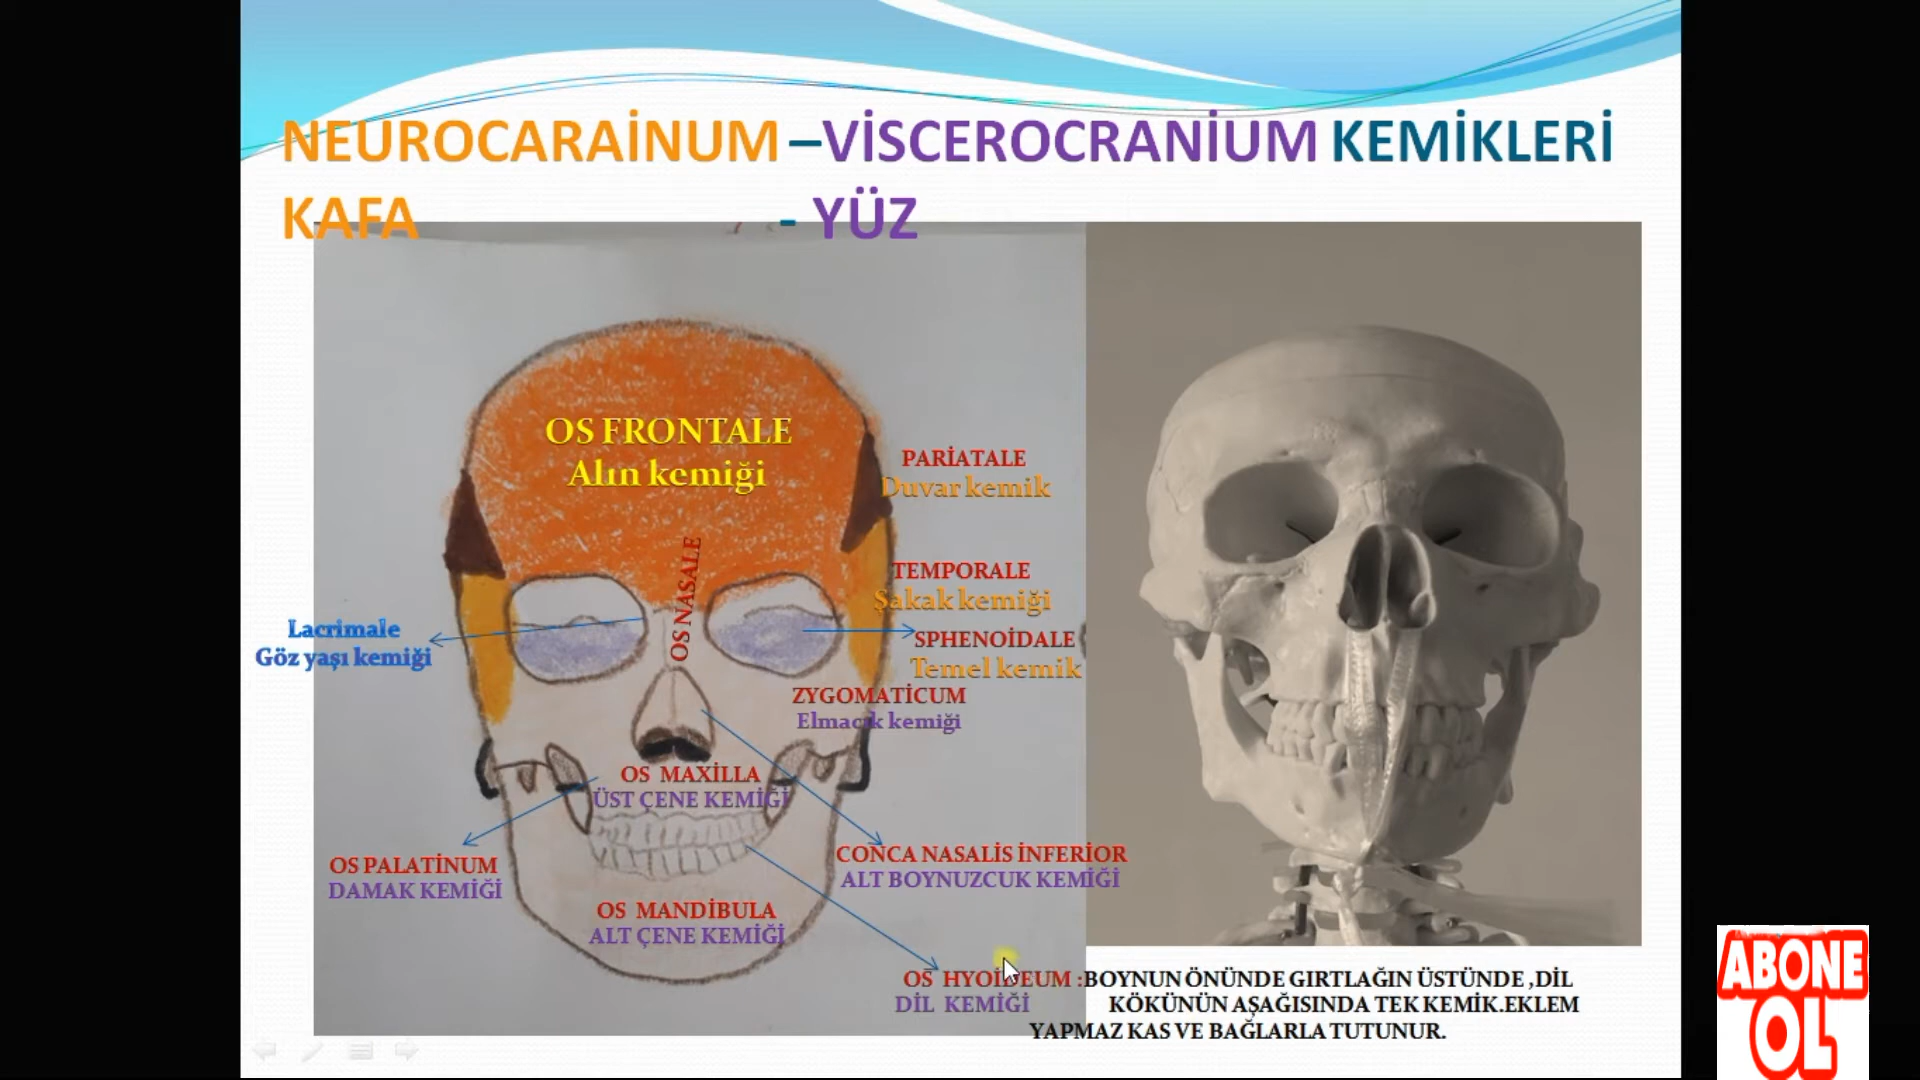 NEUROCARAİNUM –VİSCEROCRANİUM KEMİKLERİ
KAFA - YÜZ
OS FRONTALE
Alın kemiği
PARİATALE
Duvar kemik
OS NASALE
TEMPORALE
Şakak kemiği
Lacrimale
Göz yaşı kemiği
SPHENOİDALE
Temel kemik
ZYGOMATİCUM
Elmacık kemiği
OS MAXİLLA
ÜST ÇENE KEMİĞİ
OS PALATİNUM
DAMAK KEMİĞİ
CONCA NASALİS İNFERİOR
ALT BOYNUZCUK KEMİĞİ
OS MANDİBULA
ALT ÇENE KEMİĞİ
OS HYOİDEUM :BOYNUN ÖNÜNDE GIRTLAĞIN ÜSTÜNDE ,DİL
DİL KEMİĞİ KÖKÜNÜN AŞAĞISINDA TEK KEMİK.EKLEM
YAPMAZ KAS VE BAĞLARLA TUTUNUR.
ABONE
OL